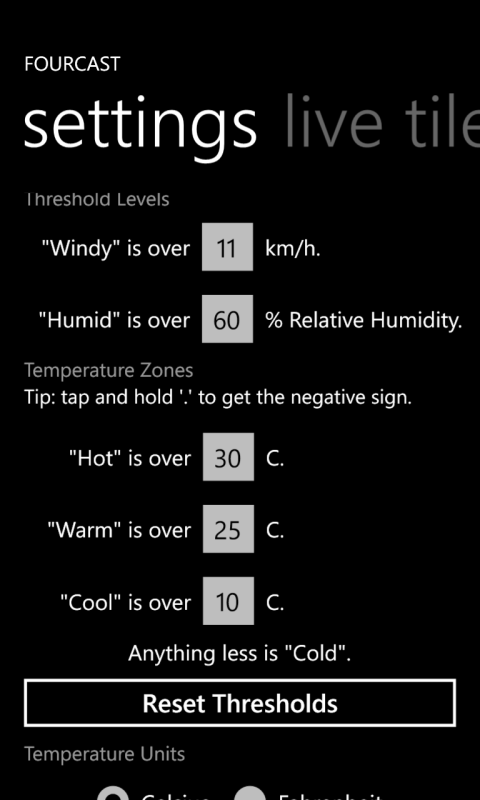 FOURCAST
settings live tile
Threshold Levels
"Windy" is over 11 km/h.
"Humid" is over 60 % Relative Humidity.
Temperature Zones
Tip: tap and hold '.' to get the negative sign.
"Hot" is over 30 C.
"Warm" is over 25 C.
"Cool" is over 10 C.
Anything less is "Cold".
Reset Thresholds
Temperature Units
Celsius Fahrenheit